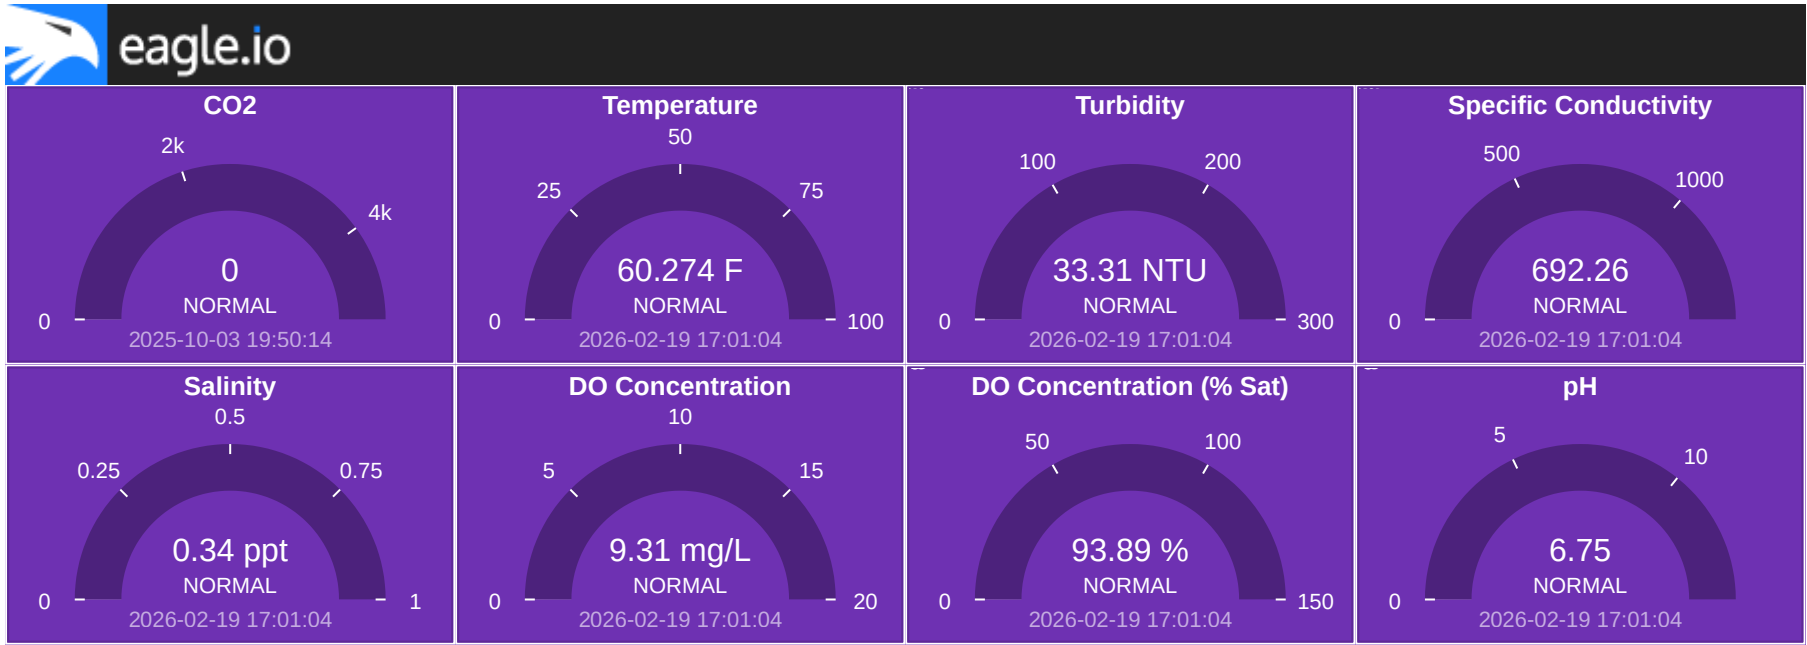 eagle.io
CO2
2k
4k
0
0
NORMAL
2025-10-03 19:50:14
Temperature
50
25
75
60.274 F
NORMAL
0
100
2026-02-19 17:01:04
Turbidity
100
200
33.31 NTU
NORMAL
0
300
2026-02-19 17:01:04
Specific Conductivity
500
1000
692.26
NORMAL
0
2026-02-19 17:01:04
Salinity
0.5
0.25
0.75
0.34 ppt
NORMAL
0
1
2026-02-19 17:01:04
DO Concentration
10
5
15
9.31 mg/L
NORMAL
0
20
2026-02-19 17:01:04
DO Concentration (% Sat)
50
100
93.89 %
NORMAL
0
150
2026-02-19 17:01:04
pH
5
10
6.75
NORMAL
0
2026-02-19 17:01:04